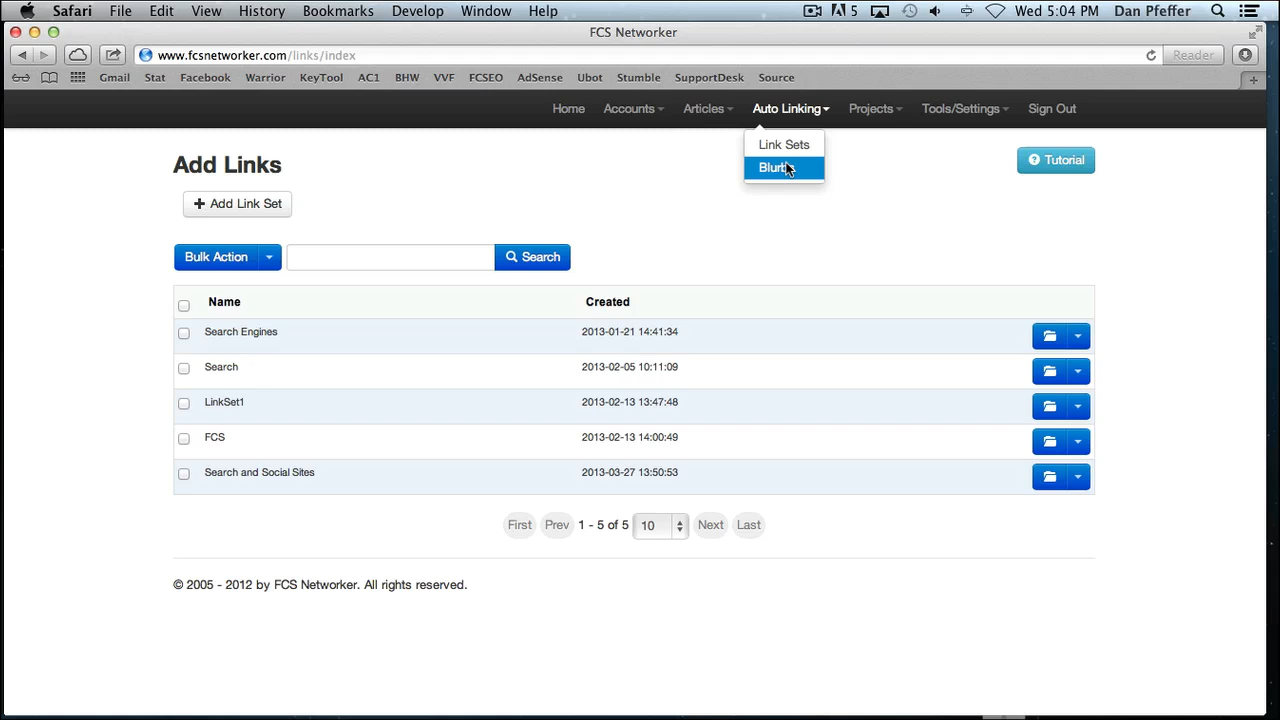 Safari File Edit View History Bookmarks Develop Window Help 5 Wed 5:04 PM Dan Pfeffer
FCS Networker
www.fcsnetworker.com/links/index Reader
Gmail Stat Facebook Warrior KeyTool AC1 BHW VVF FCSEO AdSense Ubot Stumble SupportDesk Source
Home Accounts Articles Auto Linking Projects Tools/Settings Sign Out
Link Sets
Add Links
Tutorial
Add Link Set
Bulk Action Search
Name Created
Search Engines 2013-01-21 14:41:34
Search 2013-02-05 10:11:09
LinkSet1 2013-02-13 13:47:48
FCS 2013-02-13 14:00:49
Search and Social Sites 2013-03-27 13:50:53
First Prev 1 - 5 of 5 10 Next Last
© 2005 - 2012 by FCS Networker. All rights reserved.